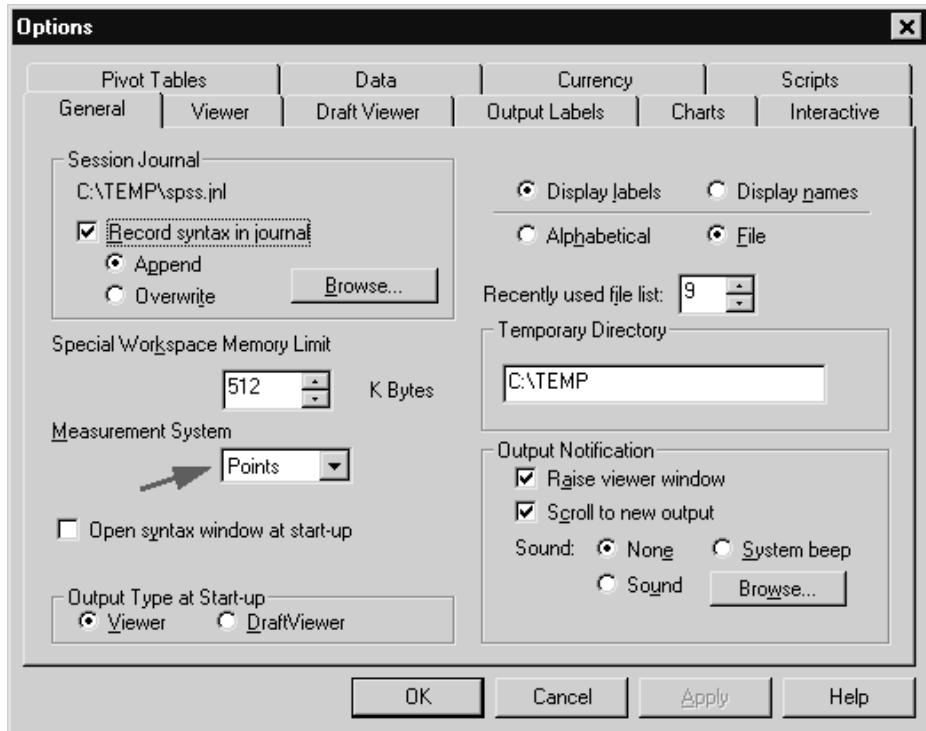 Options
Pivot Tables Data Currency Scripts
General Viewer Draft Viewer Output Labels Charts Interactive
Session Journal
C:\TEMP\spss.jnl
Record syntax in journal
Append
Overwrite Browse...
Special Workspace Memory Limit
512 K Bytes
Measurement System
Points
Open syntax window at start-up
Output Type at Start-up
Viewer DraftViewer
Display labels Display names
Alphabetical File
Recently used file list: 9
Temporary Directory
C:\TEMP
Output Notification
Raise viewer window
Scroll to new output
Sound: None System beep
Sound Browse...
OK Cancel Apply Help